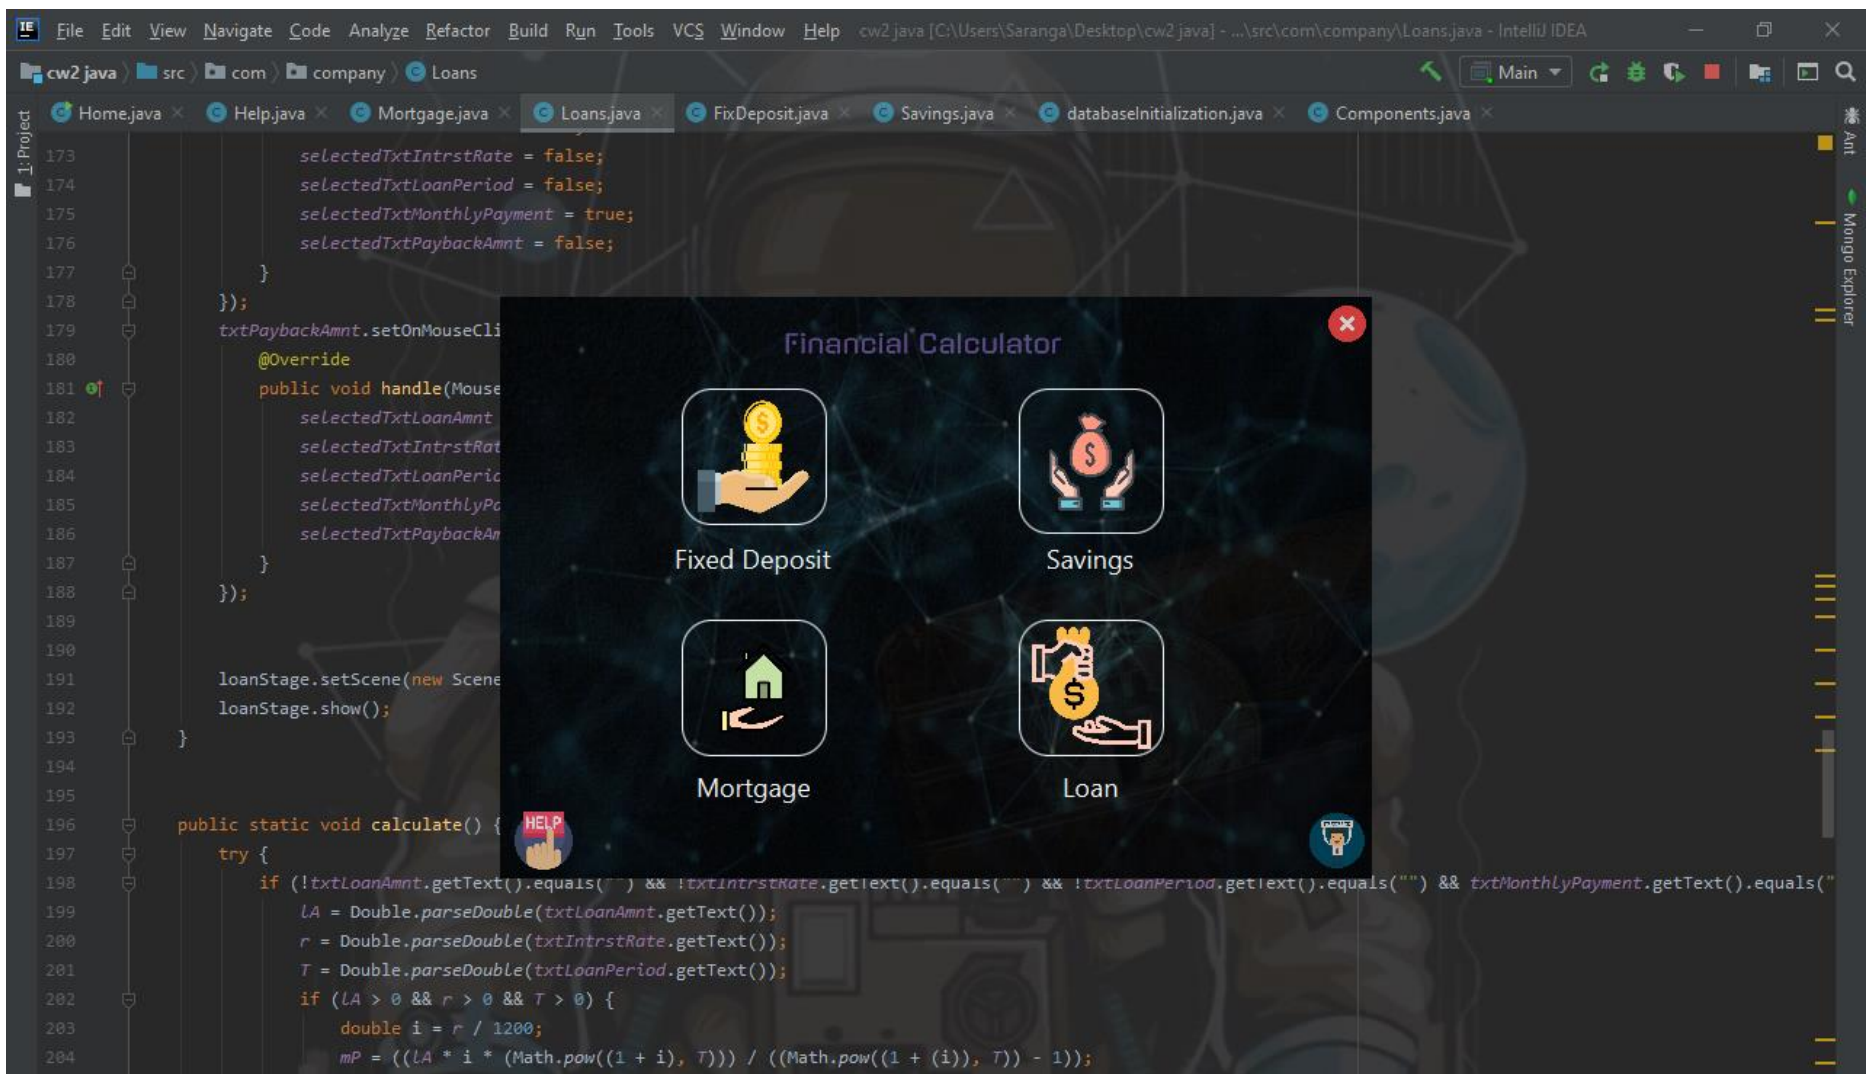 IE File Edit View Navigate Code Analyze Refactor Build Run Tools VCS Window Help cw2 java [C:\Users\Saranga\Desktop\cw2 java] - ...\src\com\company\Loans.java - IntelliJ IDEA
cw2 java src com company Loans Main
Home.java Help.java Mortgage.java Loans.java FixDeposit.java Savings.java databaseInitialization.java Components.java
1: Project
Ant
Mongo Explorer
173 selectedTxtIntrstRate = false;
174 selectedTxtLoanPeriod = false;
175 selectedTxtMonthlyPayment = true;
176 selectedTxtPaybackAmnt = false;
177 }
178 });
179 txtPaybackAmnt.setOnMouseCli
180 @Override
181 public void handle(Mouse
182 selectedTxtLoanAmnt
183 selectedTxtIntrstRat
184 selectedTxtLoanPerio
185 selectedTxtMonthlyPa
186 selectedTxtPaybackAm
187 }
188 });
189
190
191 loanStage.setScene(new Scene
192 loanStage.show();
193 }
194
195
196 public static void calculate() {
197 try {
198 if (!txtLoanAmnt.getText().equals("") && !txtIntrstRate.getText().equals("") && !txtLoanPeriod.getText().equals("") && txtMonthlyPayment.getText().equals("
199 lA = Double.parseDouble(txtLoanAmnt.getText());
200 r = Double.parseDouble(txtIntrstRate.getText());
201 T = Double.parseDouble(txtLoanPeriod.getText());
202 if (lA > 0 && r > 0 && T > 0) {
203 double i = r / 1200;
204 mP = ((lA * i * (Math.pow((1 + i), T))) / ((Math.pow((1 + (i)), T)) - 1));
Financial Calculator
Fixed Deposit
Savings
Mortgage
Loan
HELP